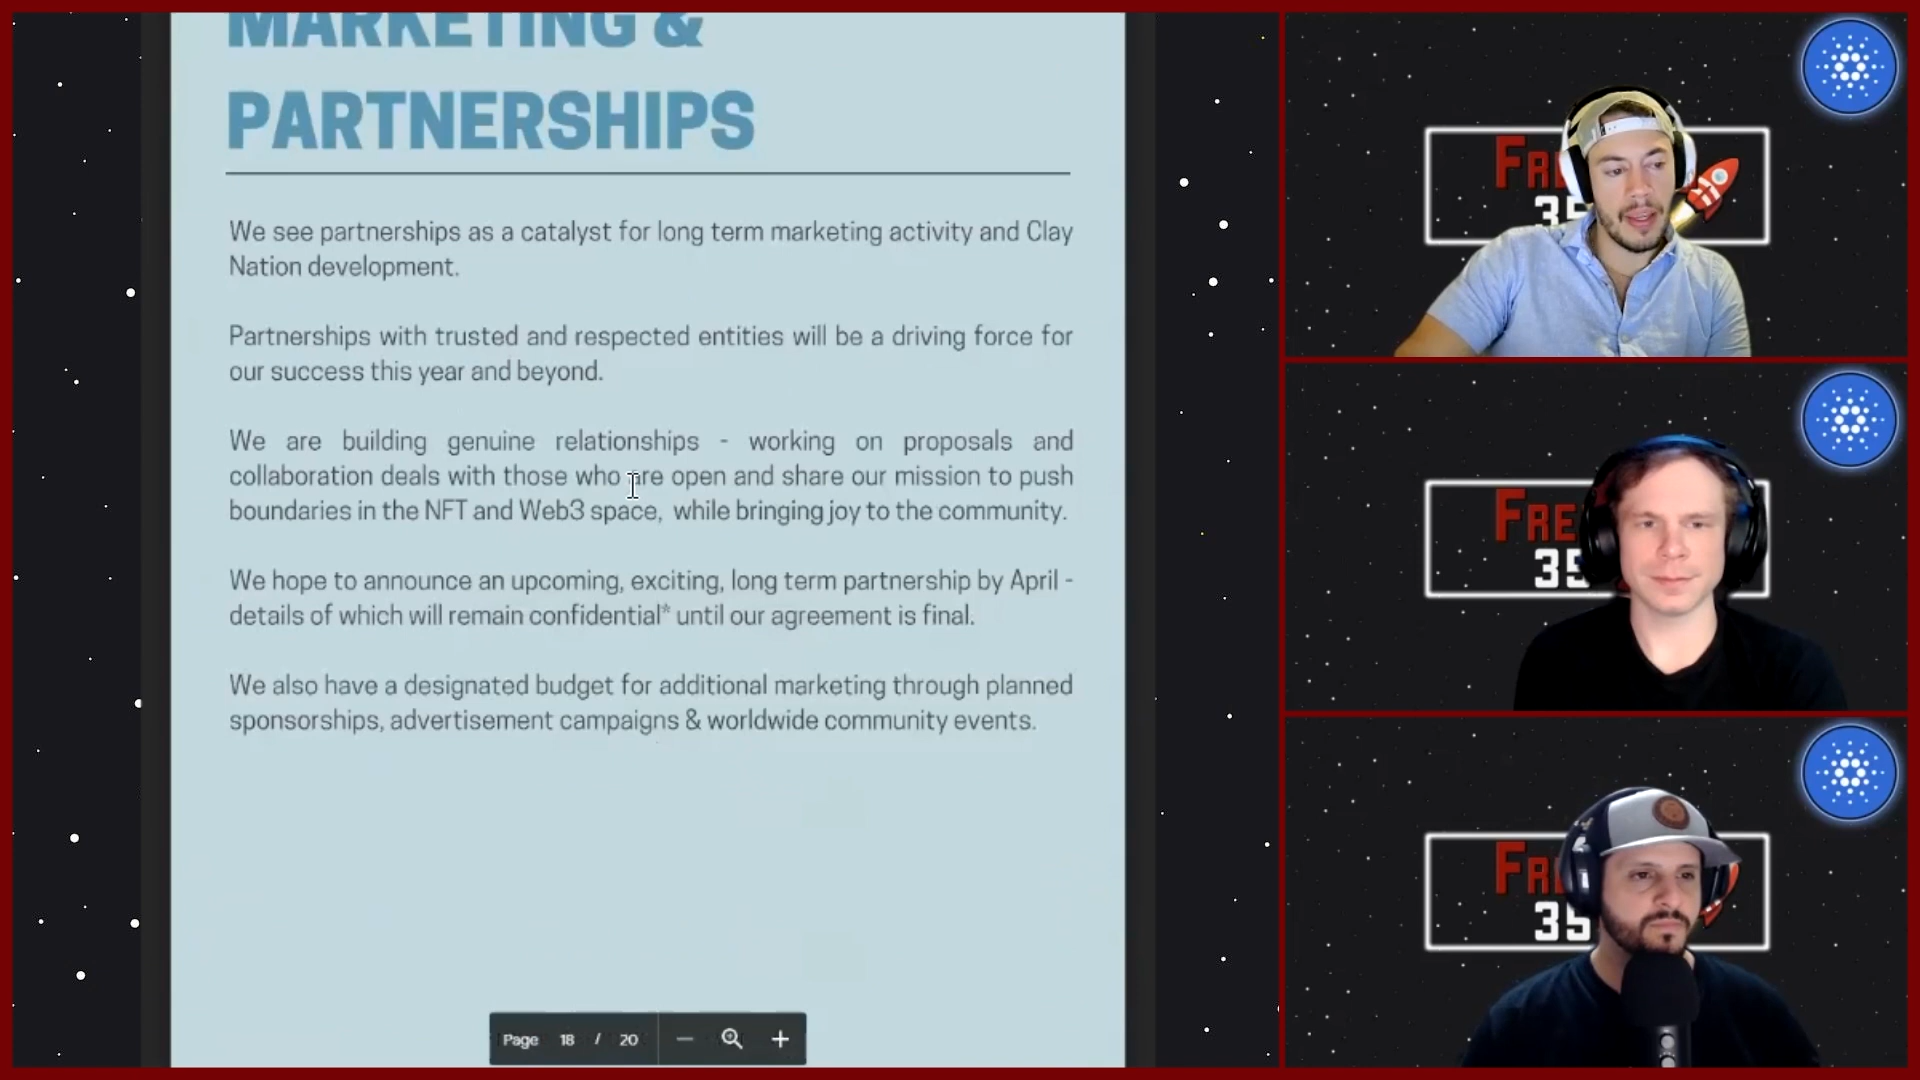 MARKETING &
PARTNERSHIPS
We see partnerships as a catalyst for long term marketing activity and Clay
Nation development.
Partnerships with trusted and respected entities will be a driving force for
our success this year and beyond.
We are building genuine relationships - working on proposals and
collaboration deals with those who are open and share our mission to push
boundaries in the NFT and Web3 space, while bringing joy to the community.
We hope to announce an upcoming, exciting, long term partnership by April -
details of which will remain confidential* until our agreement is final.
We also have a designated budget for additional marketing through planned
sponsorships, advertisement campaigns & worldwide community events.
Page 18 / 20